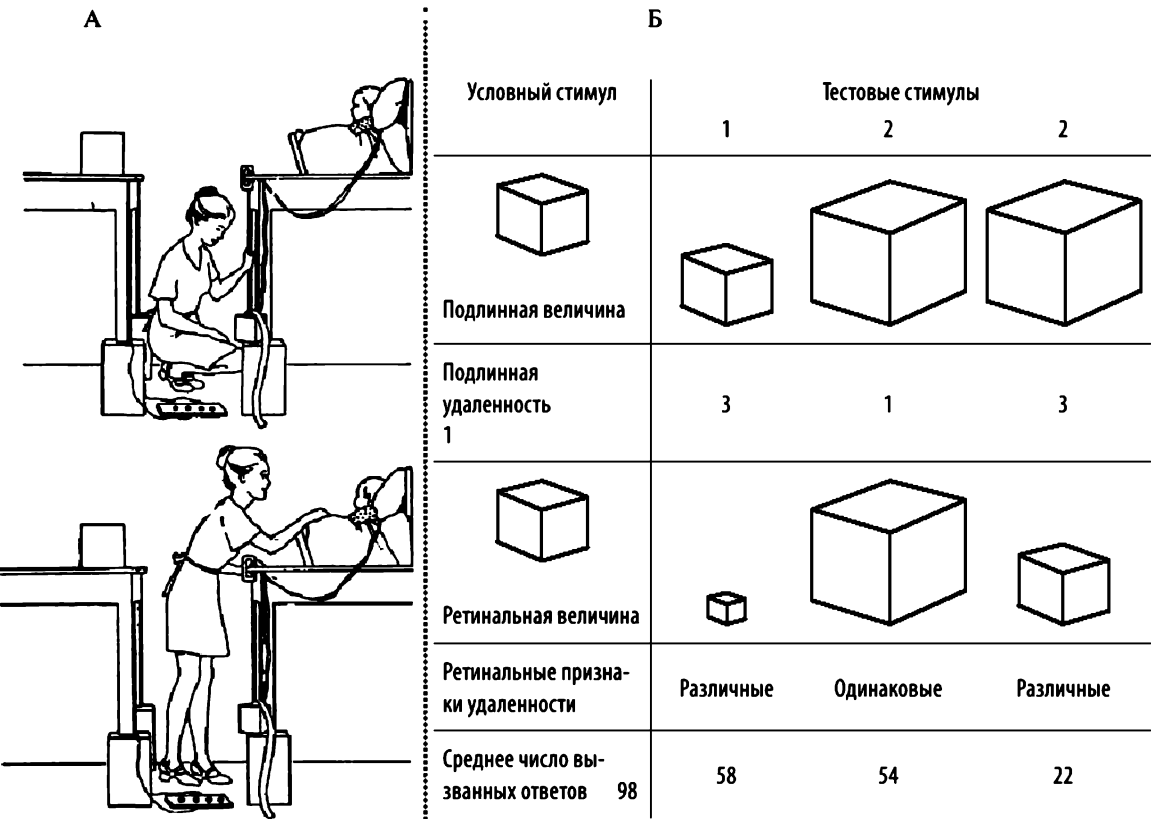 А
Б
Условный стимул
Тестовые стимулы
1 2 2
Подлинная величина
Подлинная
удаленность
1
3 1 3
Ретинальная величина
Ретинальные призна-
ки удаленности
Различные Одинаковые Различные
Среднее число вы-
званных ответов 98
58 54 22